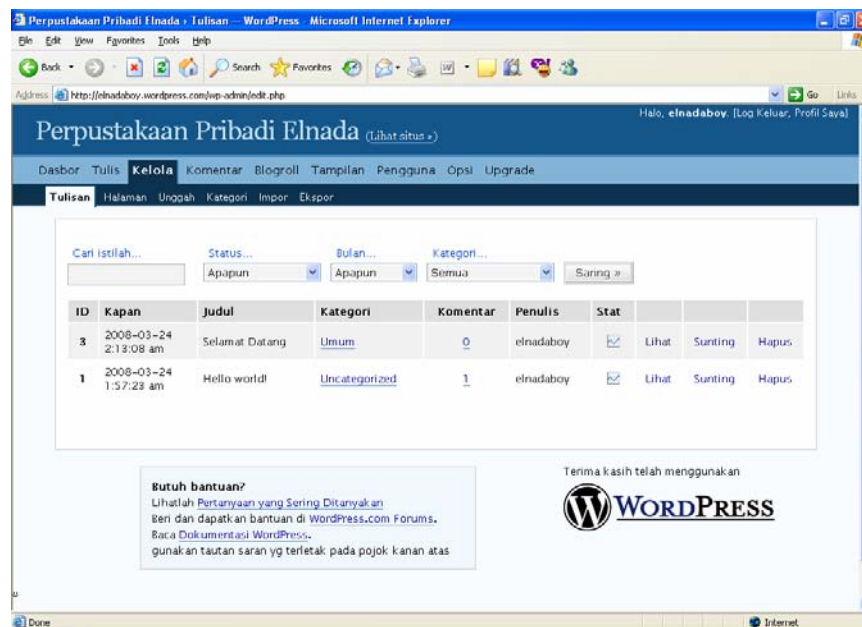 Perpustakaan Pribadi Elnada › Tulisan — WordPress - Microsoft Internet Explorer
File Edit View Favorites Tools Help
Back Search Favorites
Address http://elnadaboy.wordpress.com/wp-admin/edit.php Go Links
Halo, elnadaboy. [Log Keluar, Profil Saya]
Perpustakaan Pribadi Elnada (Lihat situs »)
Dasbor Tulis Kelola Komentar Blogroll Tampilan Pengguna Opsi Upgrade
Tulisan Halaman Unggah Kategori Impor Ekspor
Cari istilah... Status... Bulan... Kategori...
Apapun Apapun Semua Saring »
ID Kapan Judul Kategori Komentar Penulis Stat
3 2008-03-24 2:13:08 am Selamat Datang Umum 0 elnadaboy Lihat Sunting Hapus
1 2008-03-24 1:57:23 am Hello world! Uncategorized 1 elnadaboy Lihat Sunting Hapus
Butuh bantuan?
Lihatlah Pertanyaan yang Sering Ditanyakan
Beri dan dapatkan bantuan di WordPress.com Forums.
Baca Dokumentasi WordPress.
gunakan tautan saran yg terletak pada pojok kanan atas
Terima kasih telah menggunakan
WORDPRESS
Done Internet